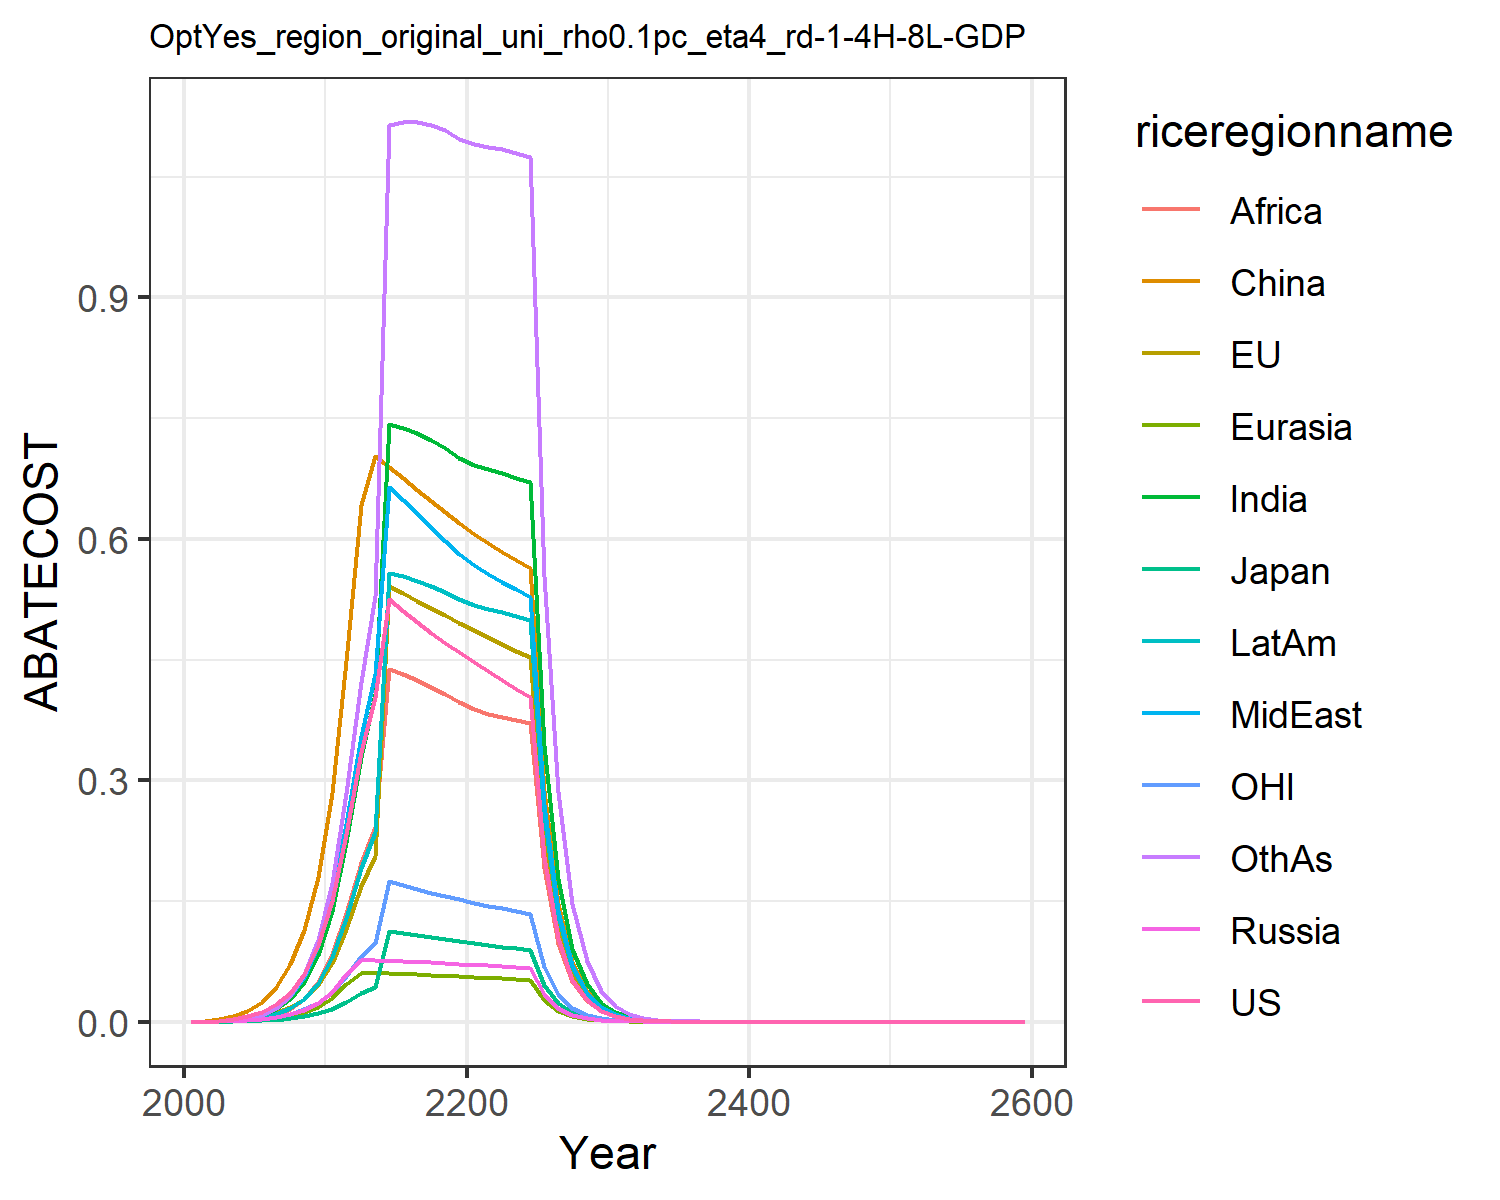 OptYes_region_original_uni_rho0.1pc_eta4_rd-1-4H-8L-GDP
ABATECOST
0.9
0.6
0.3
0.0
2000 2200 2400 2600
Year
riceregionname
Africa
China
EU
Eurasia
India
Japan
LatAm
MidEast
OHI
OthAs
Russia
US